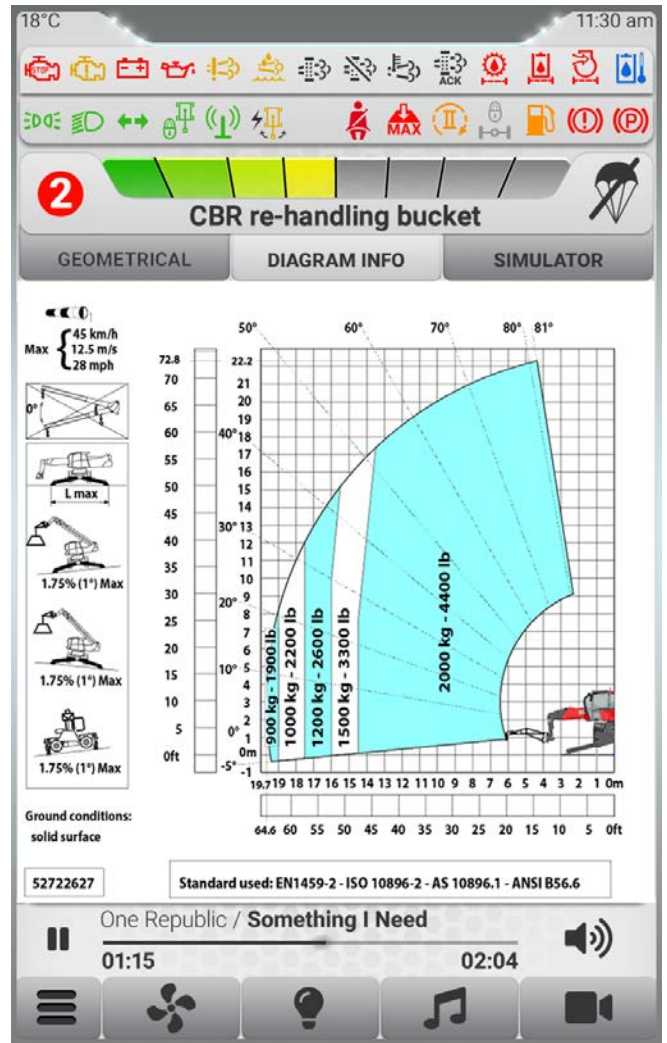 18°C 11:30 am
STOP
ACK
MAX
II
P
2
CBR re-handling bucket
GEOMETRICAL DIAGRAM INFO SIMULATOR
Max 45 km/h
12.5 m/s
28 mph
0°
L max
1.75% (1°) Max
1.75% (1°) Max
1.75% (1°) Max
Ground conditions:
solid surface
52722627
50° 60° 70° 80° 81°
72.8
70
65
60
55
50
45
40
35
30
25
20
15
10
5
0ft
22.2
21
20
19
18
40° 17
16
15
14
30° 13
12
11
10
20° 9
8
7
6
10° 5
4
3
2
0° 1
0m
-5° -1
900 kg - 1900 lb
1000 kg - 2200 lb
1200 kg - 2600 lb
1500 kg - 3300 lb
2000 kg - 4400 lb
19.7 19 18 17 16 15 14 13 12 11 10 9 8 7 6 5 4 3 2 1 0m
64.6 60 55 50 45 40 35 30 25 20 15 10 5 0ft
Standard used: EN1459-2 - ISO 10896-2 - AS 10896.1 - ANSI B56.6
One Republic / Something I Need
01:15 02:04